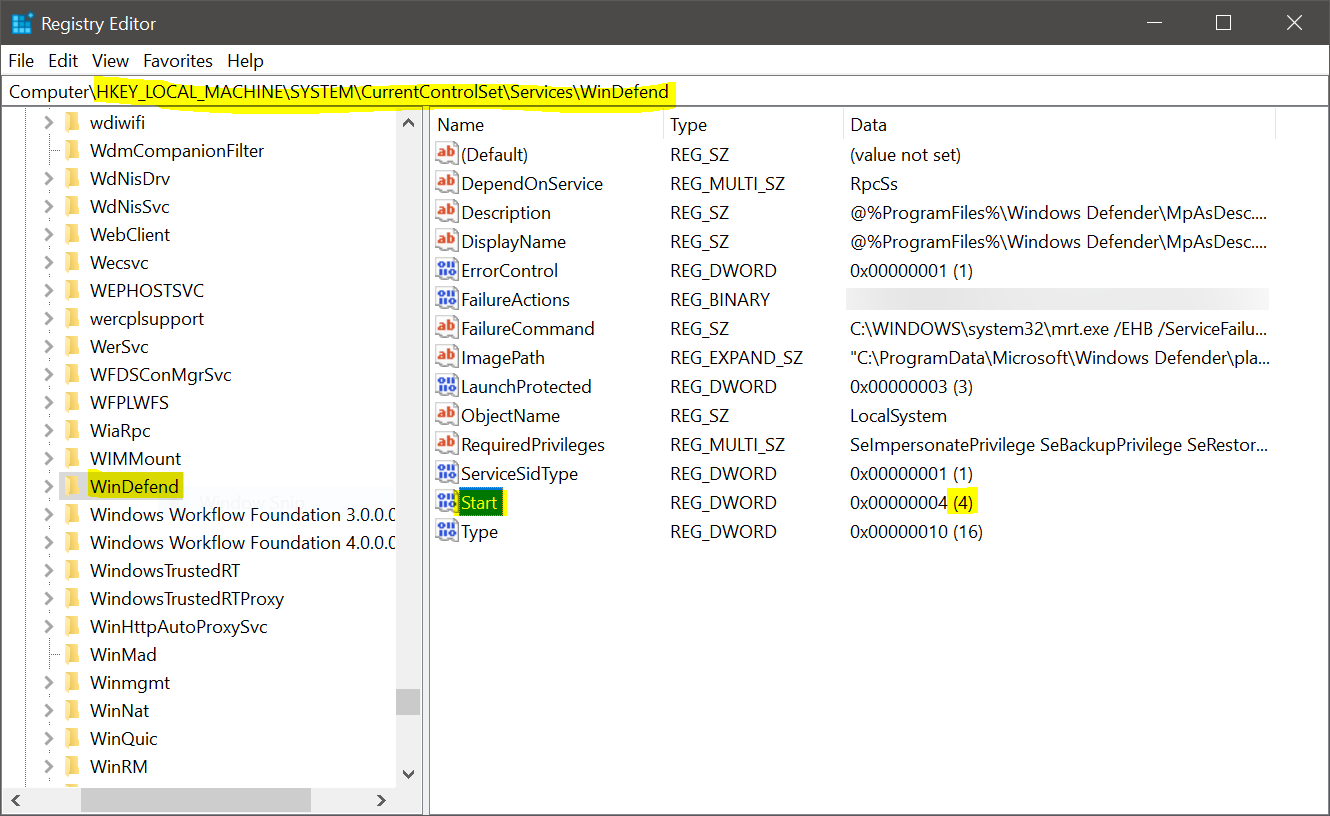 Registry Editor
File Edit View Favorites Help
Computer\HKEY_LOCAL_MACHINE\SYSTEM\CurrentControlSet\Services\WinDefend
wdiwifi
WdmCompanionFilter
WdNisDrv
WdNisSvc
WebClient
Wecsvc
WEPHOSTSVC
wercplsupport
WerSvc
WFDSConMgrSvc
WFPLWFS
WiaRpc
WIMMount
WinDefend
Window Snip
Windows Workflow Foundation 3.0.0.0
Windows Workflow Foundation 4.0.0.0
WindowsTrustedRT
WindowsTrustedRTProxy
WinHttpAutoProxySvc
WinMad
Winmgmt
WinNat
WinQuic
WinRM
Name Type Data
(Default) REG_SZ (value not set)
DependOnService REG_MULTI_SZ RpcSs
Description REG_SZ @%ProgramFiles%\Windows Defender\MpAsDesc....
DisplayName REG_SZ @%ProgramFiles%\Windows Defender\MpAsDesc....
ErrorControl REG_DWORD 0x00000001 (1)
FailureActions REG_BINARY
FailureCommand REG_SZ C:\WINDOWS\system32\mrt.exe /EHB /ServiceFailu...
ImagePath REG_EXPAND_SZ "C:\ProgramData\Microsoft\Windows Defender\pla...
LaunchProtected REG_DWORD 0x00000003 (3)
ObjectName REG_SZ LocalSystem
RequiredPrivileges REG_MULTI_SZ SeImpersonatePrivilege SeBackupPrivilege SeRestor...
ServiceSidType REG_DWORD 0x00000001 (1)
Start REG_DWORD 0x00000004 (4)
Type REG_DWORD 0x00000010 (16)